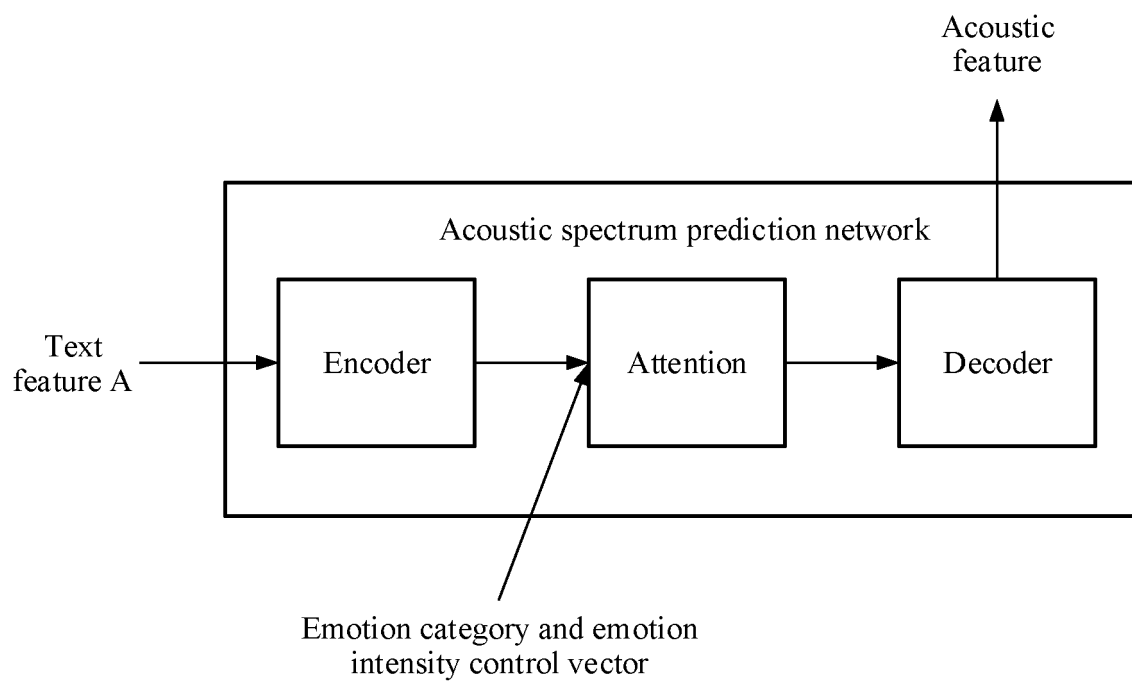 Acoustic
feature
Acoustic spectrum prediction network
Text
feature A
Encoder
Attention
Decoder
Emotion category and emotion
intensity control vector